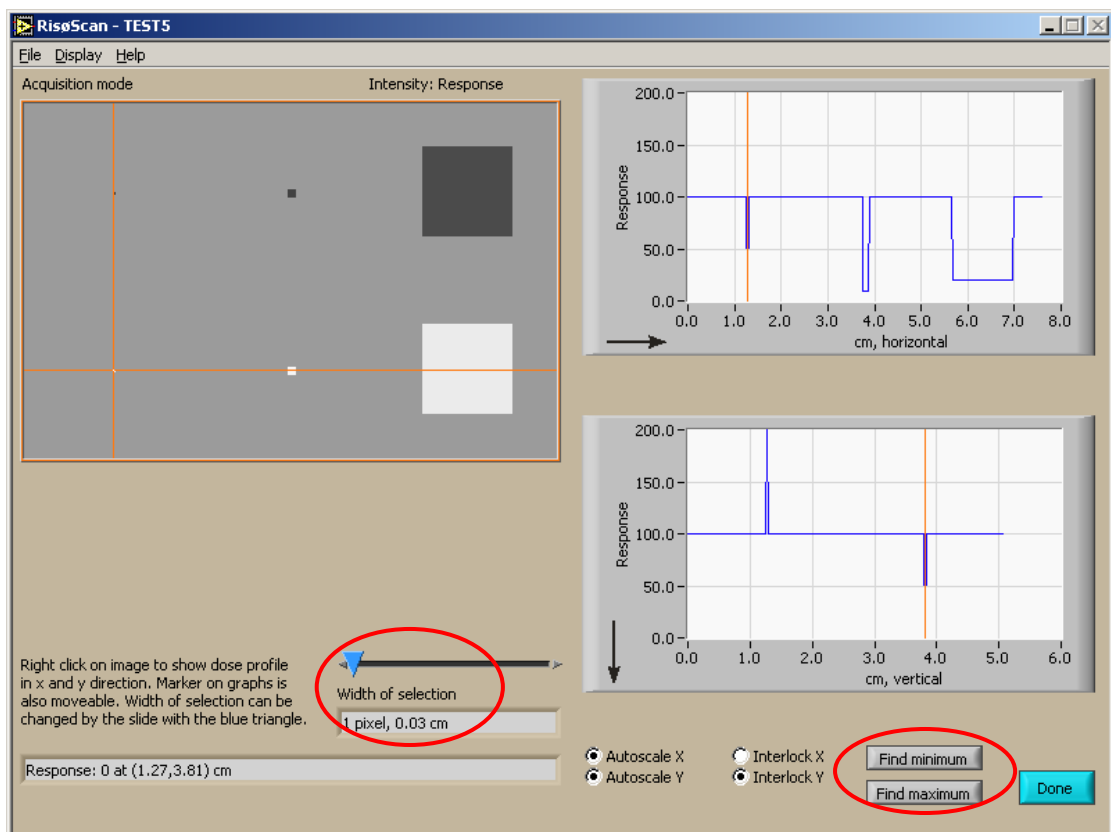 RisøScan - TEST5
File Display Help
Acquisition mode Intensity: Response
200.0
150.0
100.0
50.0
0.0
Response
0.0 1.0 2.0 3.0 4.0 5.0 6.0 7.0 8.0
cm, horizontal
200.0
150.0
100.0
50.0
0.0
Response
0.0 1.0 2.0 3.0 4.0 5.0 6.0
cm, vertical
Right click on image to show dose profile
in x and y direction. Marker on graphs is
also moveable. Width of selection can be
changed by the slide with the blue triangle.
Width of selection
1 pixel, 0.03 cm
Response: 0 at (1.27,3.81) cm
Autoscale X Interlock X
Autoscale Y Interlock Y
Find minimum
Find maximum
Done